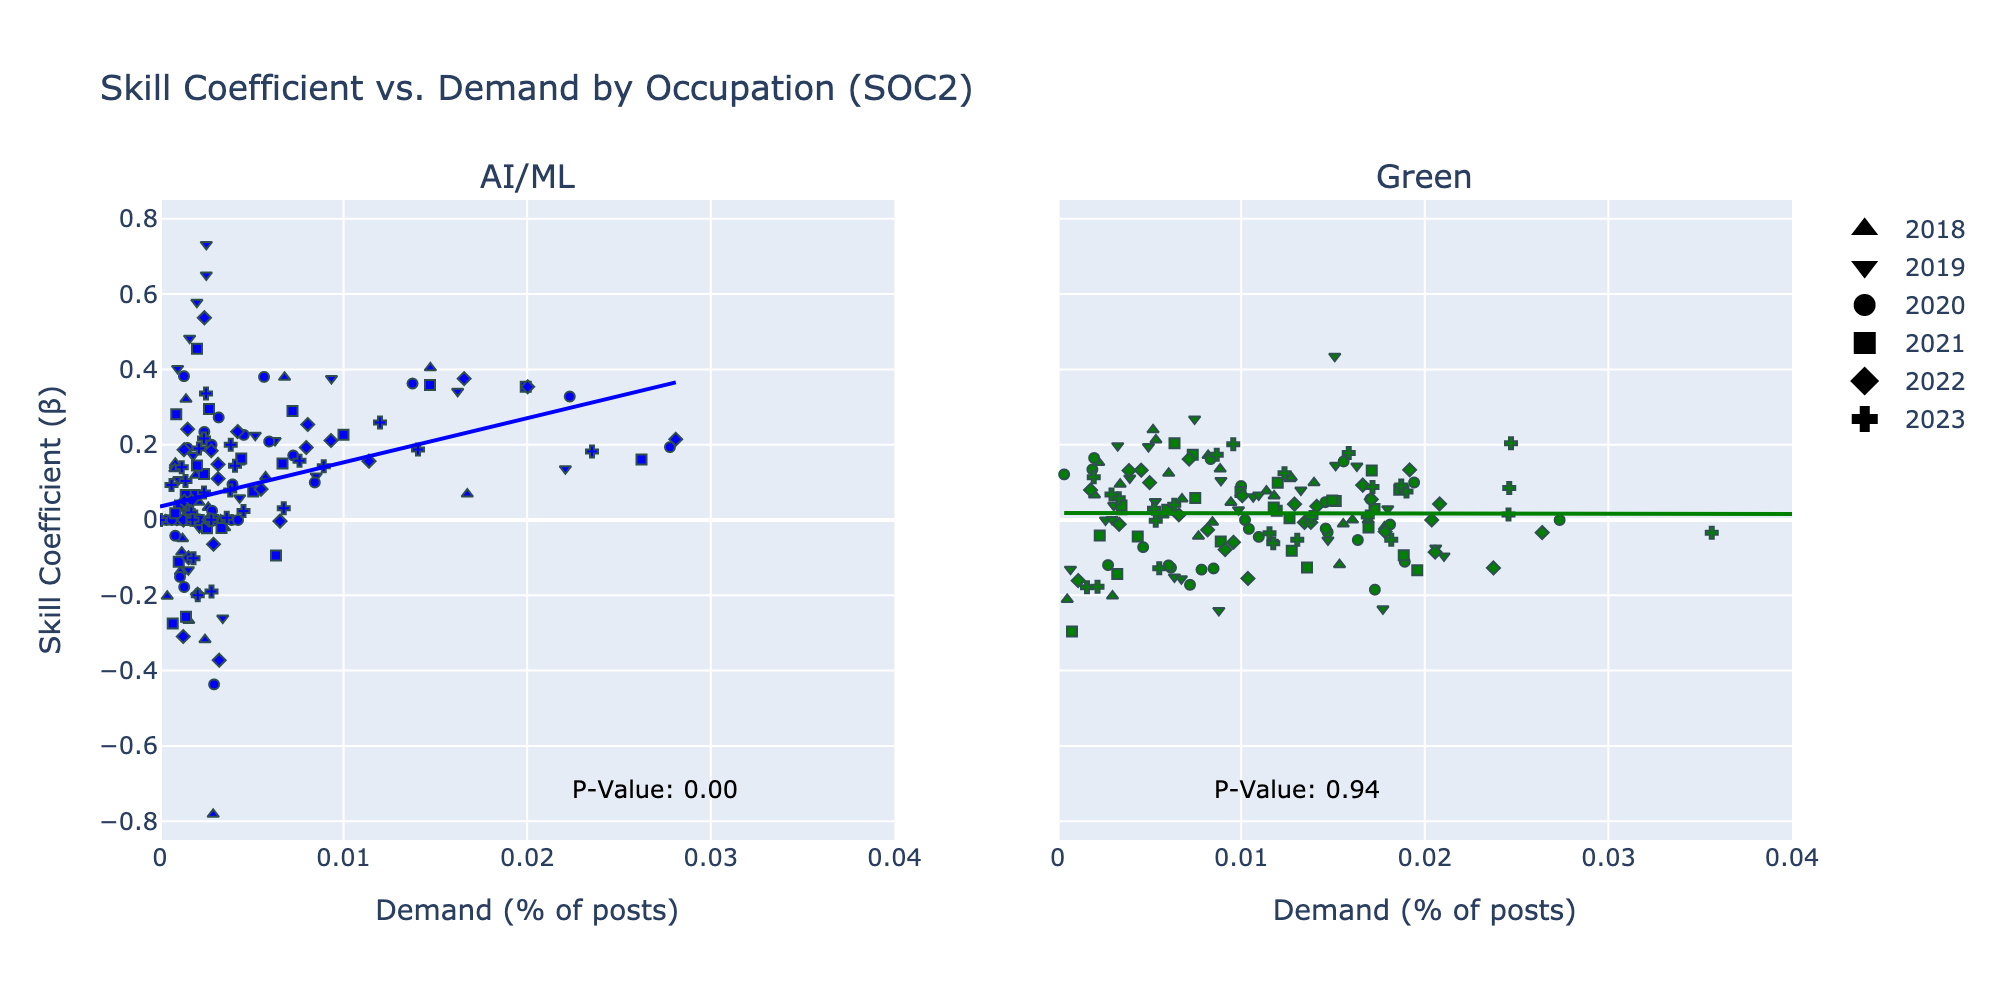 Skill Coefficient vs. Demand by Occupation (SOC2)
AI/ML
Green
0.8
0.6
0.4
0.2
0
−0.2
−0.4
−0.6
−0.8
Skill Coefficient (β)
P-Value: 0.00
P-Value: 0.94
0 0.01 0.02 0.03 0.04
0 0.01 0.02 0.03 0.04
Demand (% of posts)
Demand (% of posts)
2018
2019
2020
2021
2022
2023